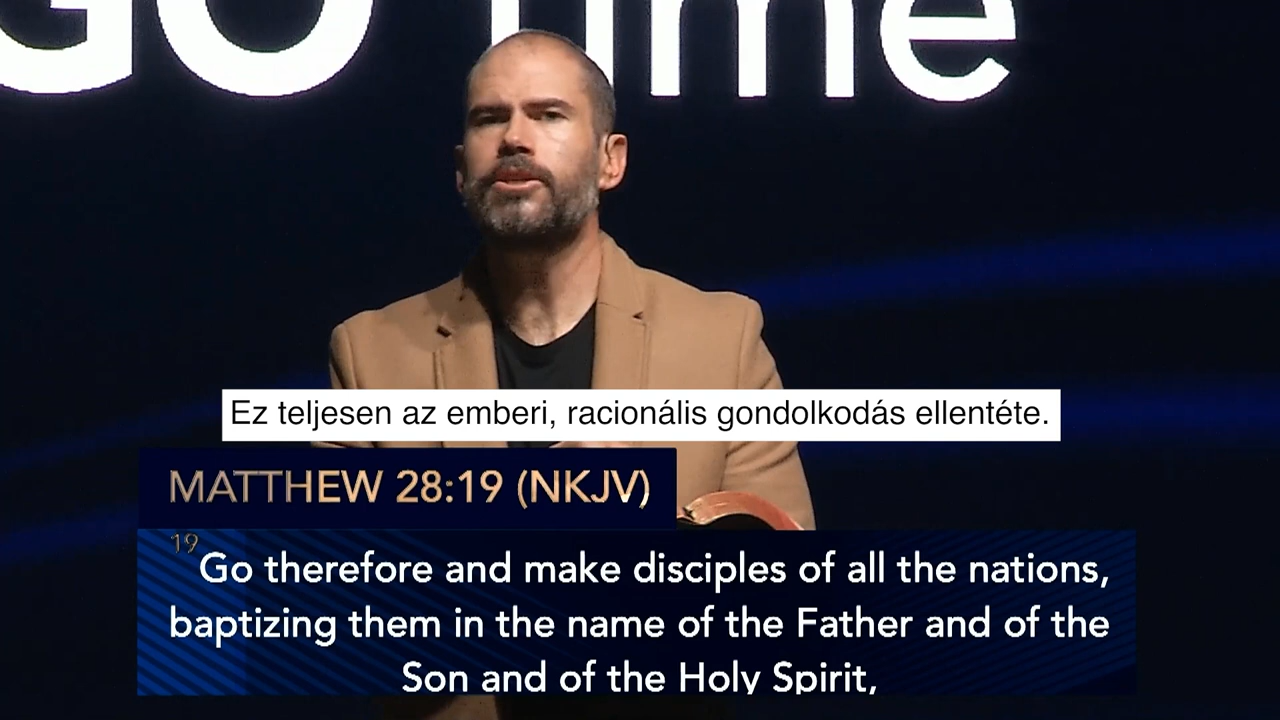 GO Time
Ez teljesen az emberi, racionális gondolkodás ellentéte.
MATTHEW 28:19 (NKJV)
19 Go therefore and make disciples of all the nations,
baptizing them in the name of the Father and of the
Son and of the Holy Spirit,